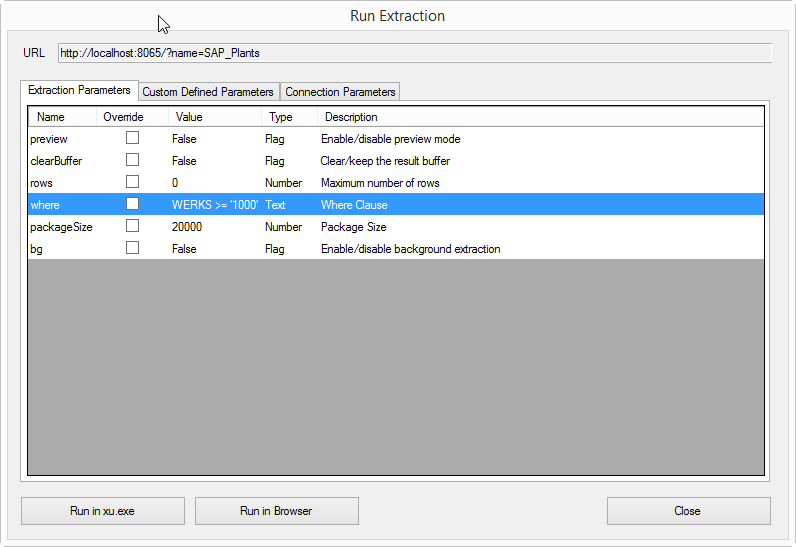 Run Extraction
URL http://localhost:8065/?name=SAP_Plants
Extraction Parameters Custom Defined Parameters Connection Parameters
Name Override Value Type Description
preview False Flag Enable/disable preview mode
clearBuffer False Flag Clear/keep the result buffer
rows 0 Number Maximum number of rows
where WERKS >= '1000' Text Where Clause
packageSize 20000 Number Package Size
bg False Flag Enable/disable background extraction
Run in xu.exe Run in Browser Close